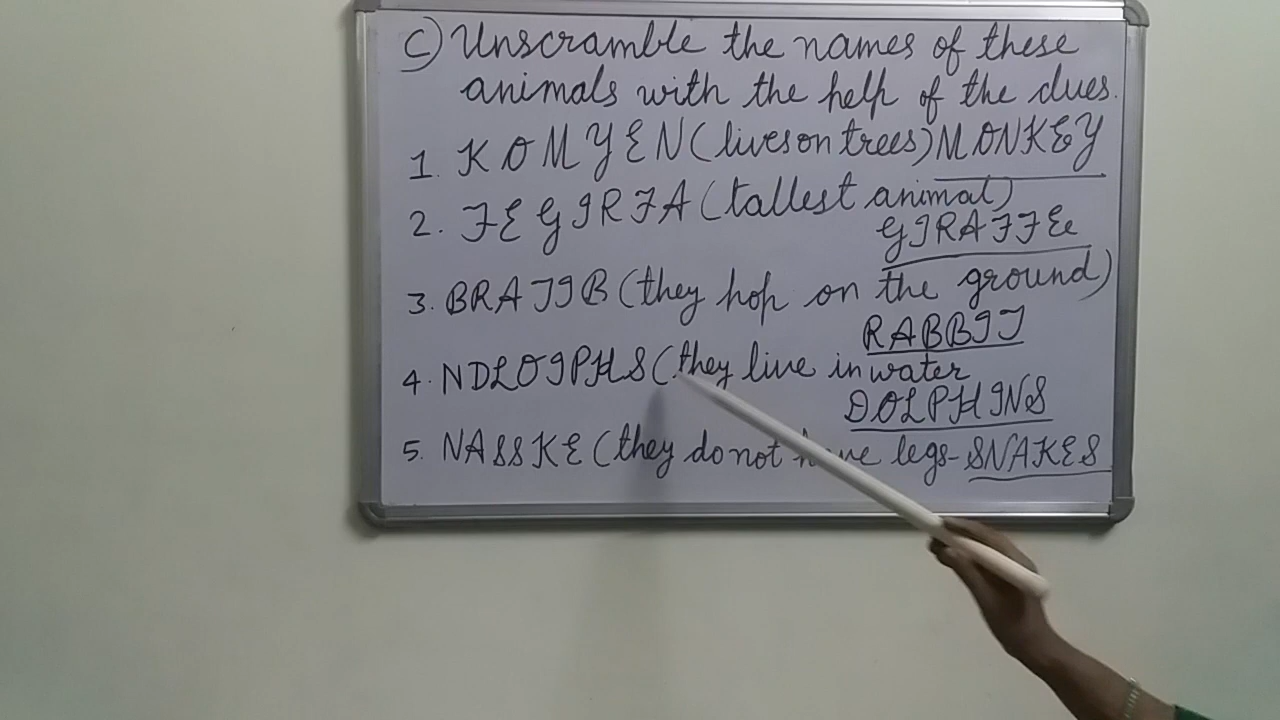 C) Unscramble the names of these
animals with the help of the clues.
1. KOMYEN (lives on trees) MONKEY
2. FEGIRFA (tallest animal)
GIRAFFEe
3. BRATIB (they hop on the ground)
RABBIT
4. NDLOIPHS (they live in water
DOLPHINS
5. NASSKE (they do not have legs- SNAKES